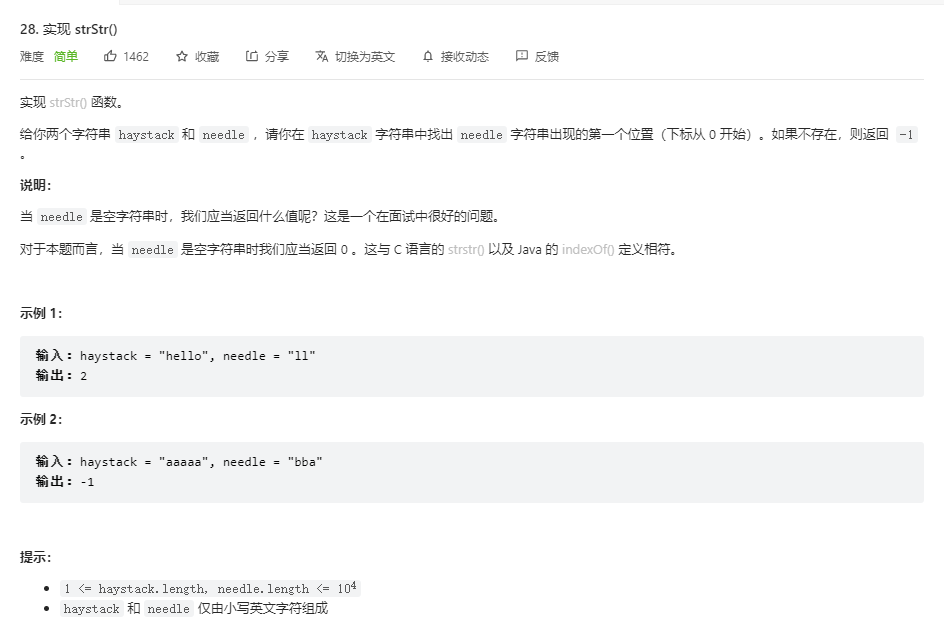 28. 实现 strStr()
难度 简单 1462 收藏 分享 切换为英文 接收动态 反馈
实现 strStr() 函数。
给你两个字符串 haystack 和 needle ，请你在 haystack 字符串中找出 needle 字符串出现的第一个位置（下标从 0 开始）。如果不存在，则返回 -1
。
说明：
当 needle 是空字符串时，我们应当返回什么值呢？这是一个在面试中很好的问题。
对于本题而言，当 needle 是空字符串时我们应当返回 0 。这与 C 语言的 strstr() 以及 Java 的 indexOf() 定义相符。
示例 1：
输入：haystack = "hello", needle = "ll"
输出：2
示例 2：
输入：haystack = "aaaaa", needle = "bba"
输出：-1
提示：
1 <= haystack.length, needle.length <= 10⁴
haystack 和 needle 仅由小写英文字符组成